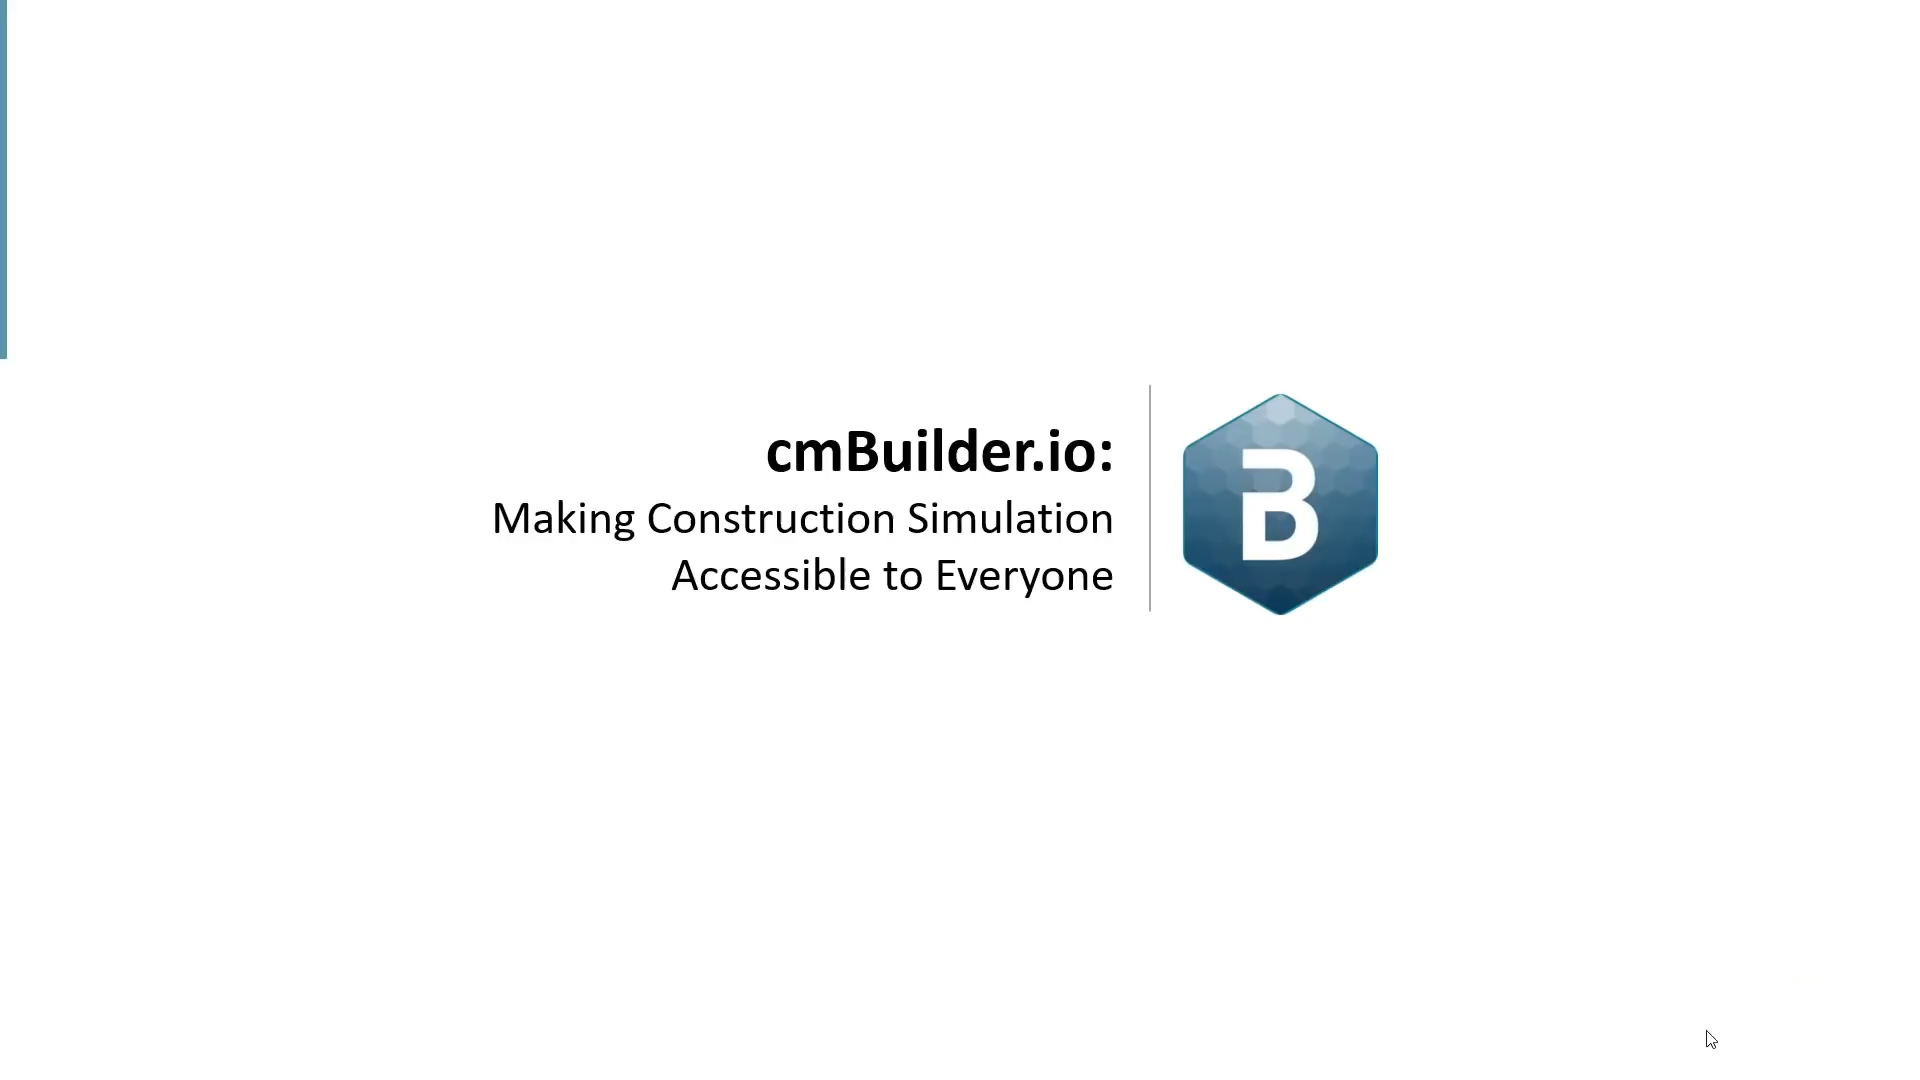 cmBuilder.io:
Making Construction Simulation
Accessible to Everyone
B